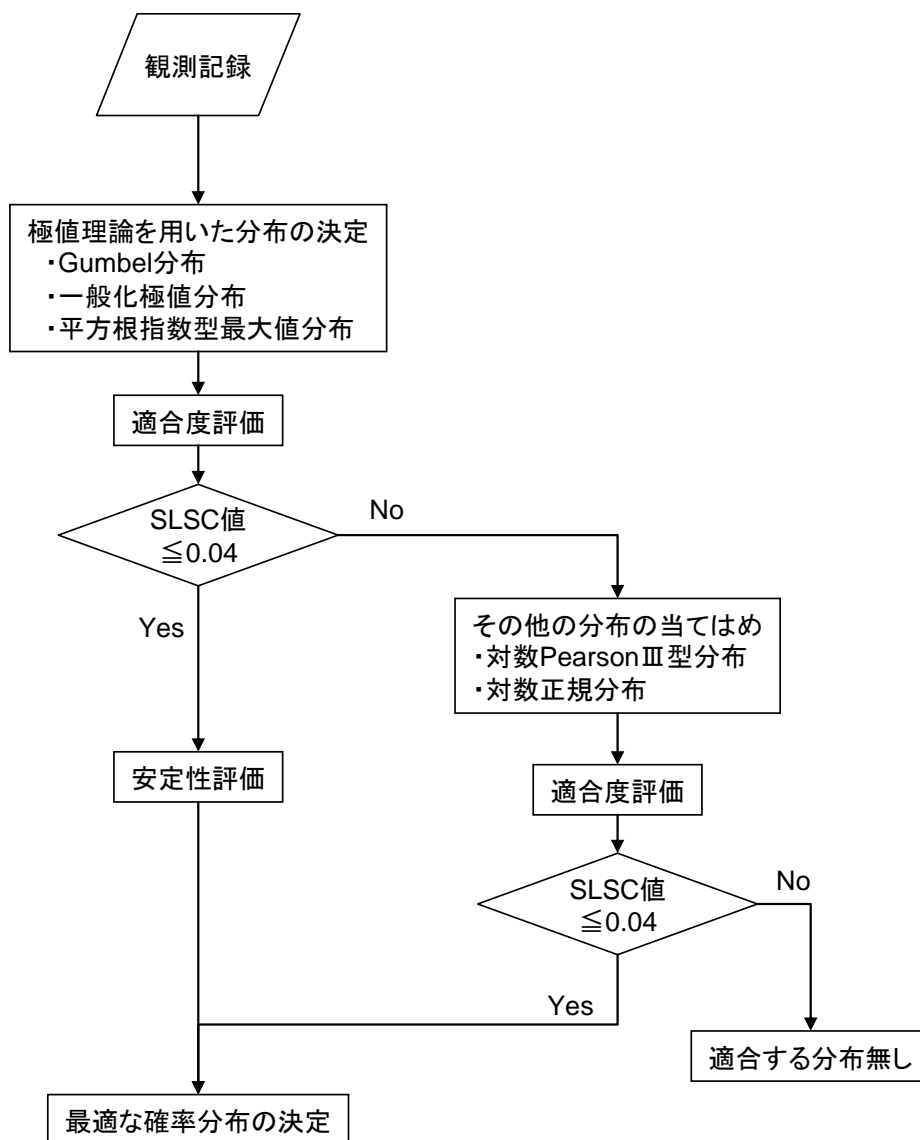 観測記録
極値理論を用いた分布の決定
・Gumbel分布
・一般化極値分布
・平方根指数型最大値分布
適合度評価
SLSC値
≦0.04
No
Yes
その他の分布の当てはめ
・対数PearsonⅢ型分布
・対数正規分布
安定性評価
適合度評価
SLSC値
≦0.04
No
Yes
適合する分布無し
最適な確率分布の決定